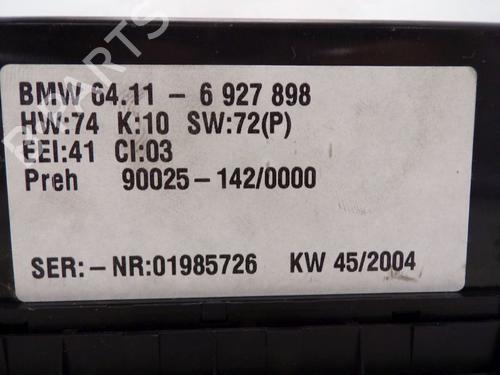 BMW 64.11 - 6 927 898
HW:74 K:10 SW:72(P)
EEI:41 CI:03
Preh 90025-142/0000
SER:-NR:01985726 KW 45/2004